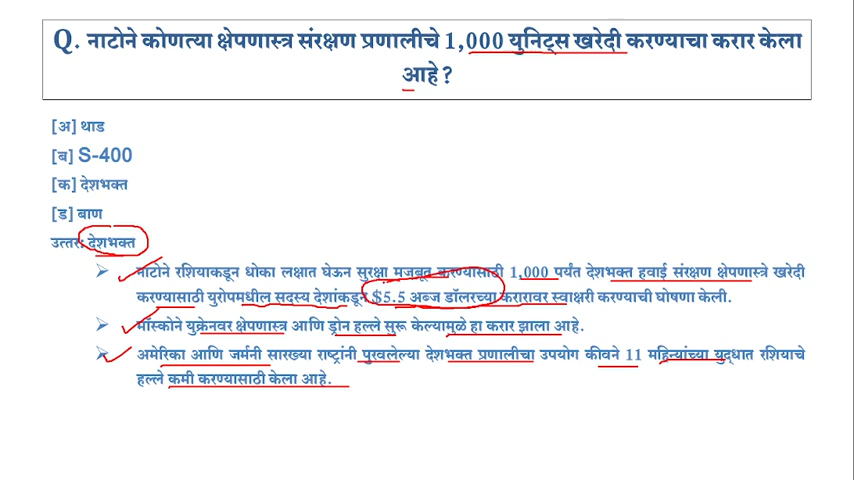 Q. नाटोने कोणत्या क्षेपणास्त्र संरक्षण प्रणालीचे 1,000 युनिट्स खरेदी करण्याचा करार केला
आहे?
[अ] थाड
[ब] S-400
[क] देशभक्त
[ड] बाण
उत्तर: देशभक्त
नाटोने रशियाकडून धोका लक्षात घेऊन सुरक्षा मजबूत करण्यासाठी 1,000 पर्यंत देशभक्त हवाई संरक्षण क्षेपणास्त्रे खरेदी
करण्यासाठी युरोपमधील सदस्य देशांकडून $5.5 अब्ज डॉलरच्या करारावर स्वाक्षरी करण्याची घोषणा केली.
मॉस्कोने युक्रेनवर क्षेपणास्त्र आणि ड्रोन हल्ले सुरू केल्यामुळे हा करार झाला आहे.
अमेरिका आणि जर्मनी सारख्या राष्ट्रांनी पुरवलेल्या देशभक्त प्रणालीचा उपयोग कीवने 11 महिन्यांच्या युद्धात रशियाचे
हल्ले कमी करण्यासाठी केला आहे.